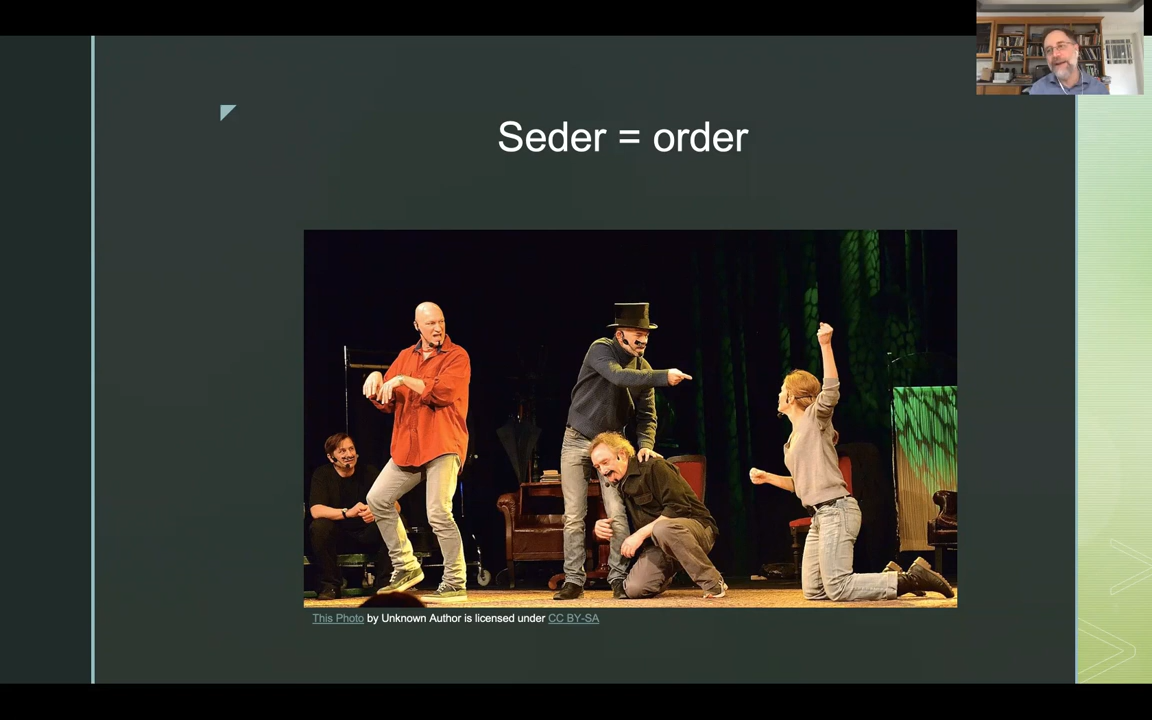 Seder = order
This Photo by Unknown Author is licensed under CC BY-SA